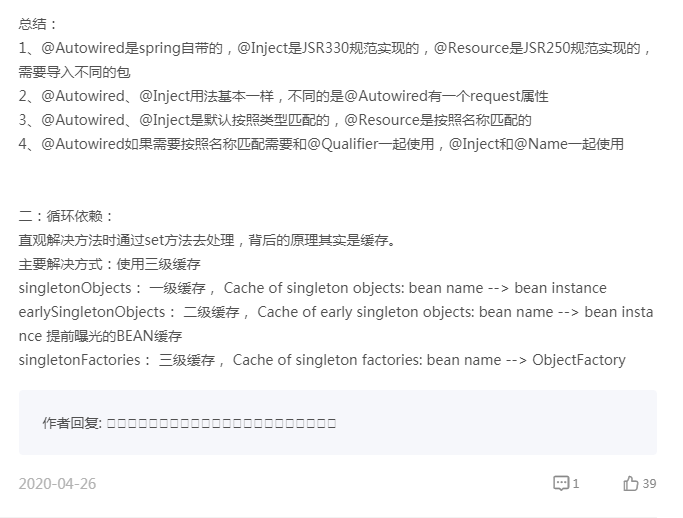 总结：
1、@Autowired是spring自带的，@Inject是JSR330规范实现的，@Resource是JSR250规范实现的，
需要导入不同的包
2、@Autowired、@Inject用法基本一样，不同的是@Autowired有一个request属性
3、@Autowired、@Inject是默认按照类型匹配的，@Resource是按照名称匹配的
4、@Autowired如果需要按照名称匹配需要和@Qualifier一起使用，@Inject和@Name一起使用
二：循环依赖：
直观解决方法时通过set方法去处理，背后的原理其实是缓存。
主要解决方式：使用三级缓存
singletonObjects： 一级缓存， Cache of singleton objects: bean name --> bean instance
earlySingletonObjects： 二级缓存， Cache of early singleton objects: bean name --> bean insta
nce 提前曝光的BEAN缓存
singletonFactories： 三级缓存， Cache of singleton factories: bean name --> ObjectFactory
作者回复:
2020-04-26
1
39